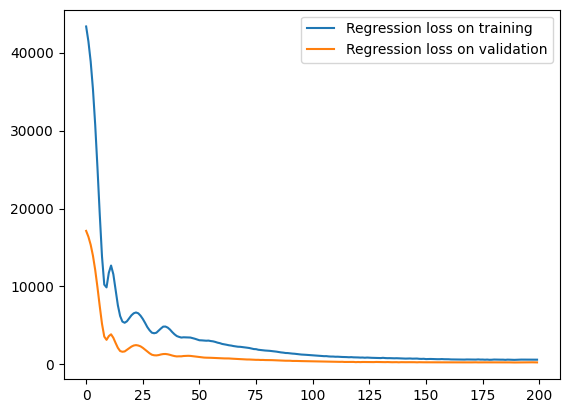 Regression loss on training
Regression loss on validation
40000
30000
20000
10000
0
0 25 50 75 100 125 150 175 200